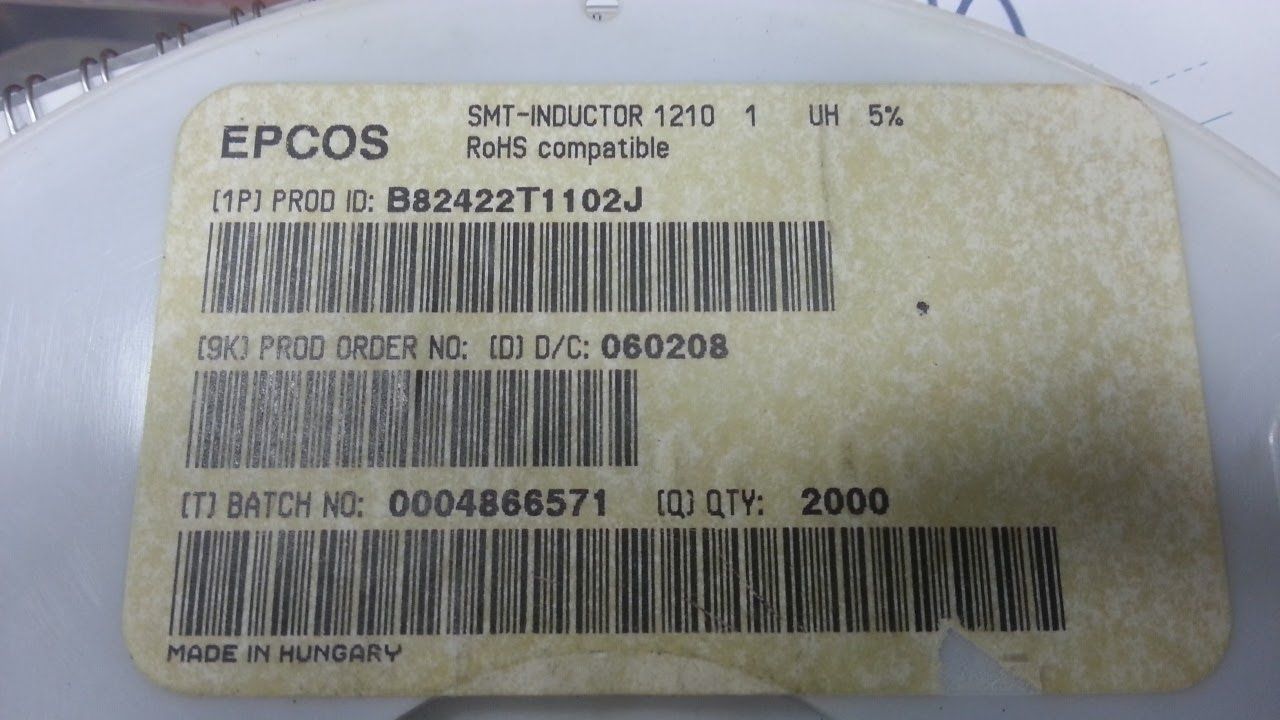 EPCOS
SMT-INDUCTOR 1210 1 UH 5%
RoHS compatible
(1P) PROD ID: B82422T1102J
(9K) PROD ORDER NO: (D) D/C: 060208
(T) BATCH NO: 0004866571 (Q) QTY: 2000
MADE IN HUNGARY